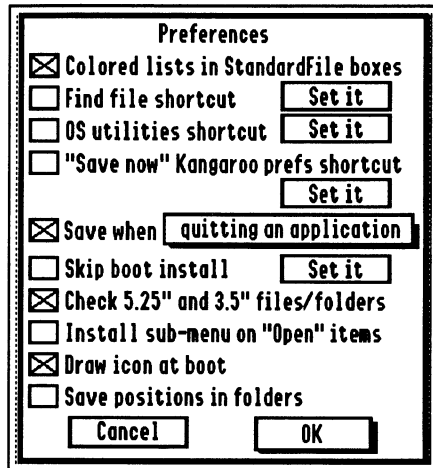 Preferences
Colored lists in StandardFile boxes
Find file shortcut Set it
OS utilities shortcut Set it
"Save now" Kangaroo prefs shortcut
Set it
Save when quitting an application
Skip boot install Set it
Check 5.25" and 3.5" files/folders
Install sub-menu on "Open" items
Draw icon at boot
Save positions in folders
Cancel OK